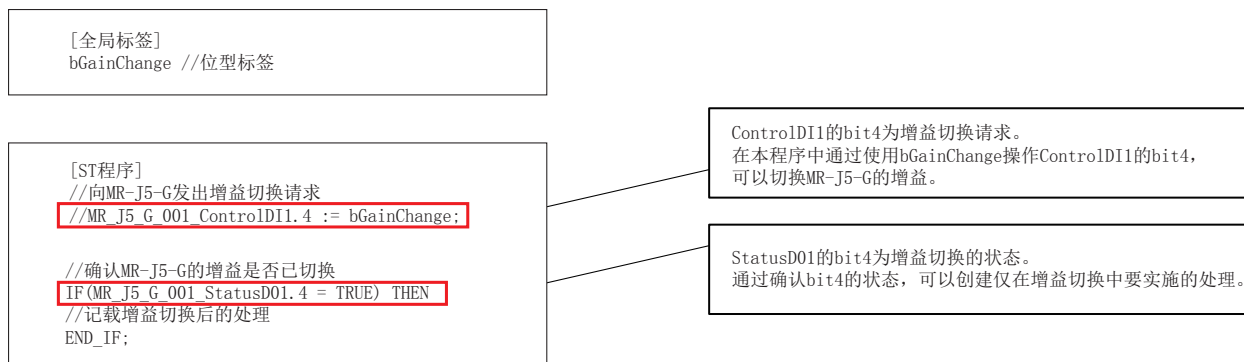 [全局标签]
bGainChange //位型标签
[ST程序]
//向MR-J5-G发出增益切换请求
//MR_J5_G_001_ControlDI1.4 := bGainChange;
//确认MR-J5-G的增益是否已切换
IF(MR_J5_G_001_StatusDO1.4 = TRUE) THEN
//记载增益切换后的处理
END_IF;
ControlDI1的bit4为增益切换请求。
在本程序中通过使用bGainChange操作ControlDI1的bit4，
可以切换MR-J5-G的增益。
StatusDO1的bit4为增益切换的状态。
通过确认bit4的状态，可以创建仅在增益切换中要实施的处理。